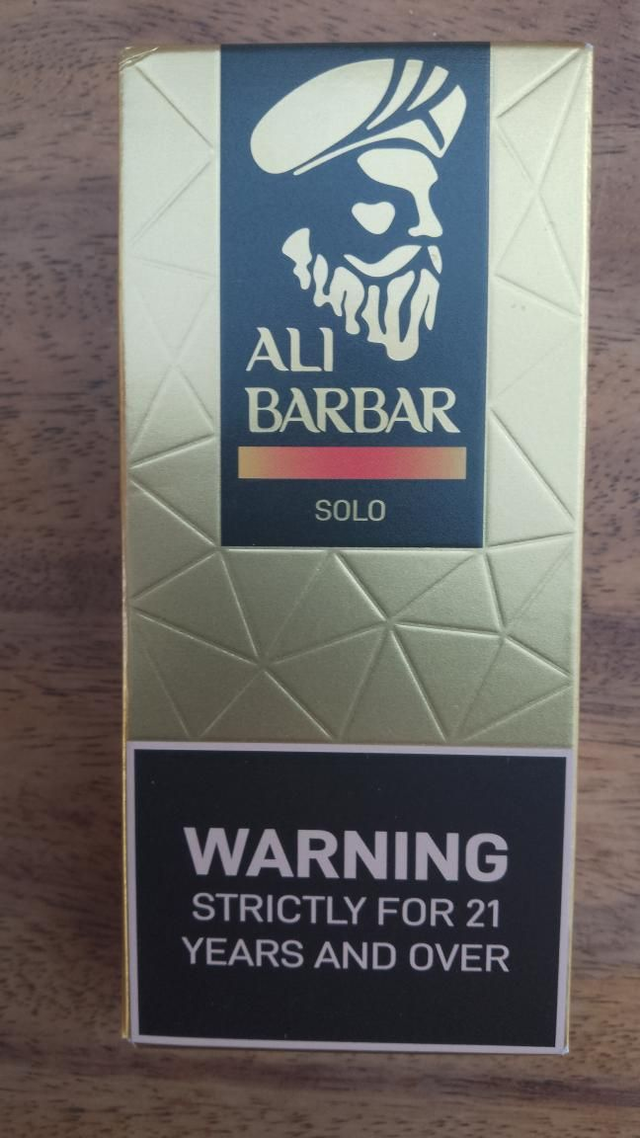 ALI
BARBAR
SOLO
WARNING
STRICTLY FOR 21
YEARS AND OVER